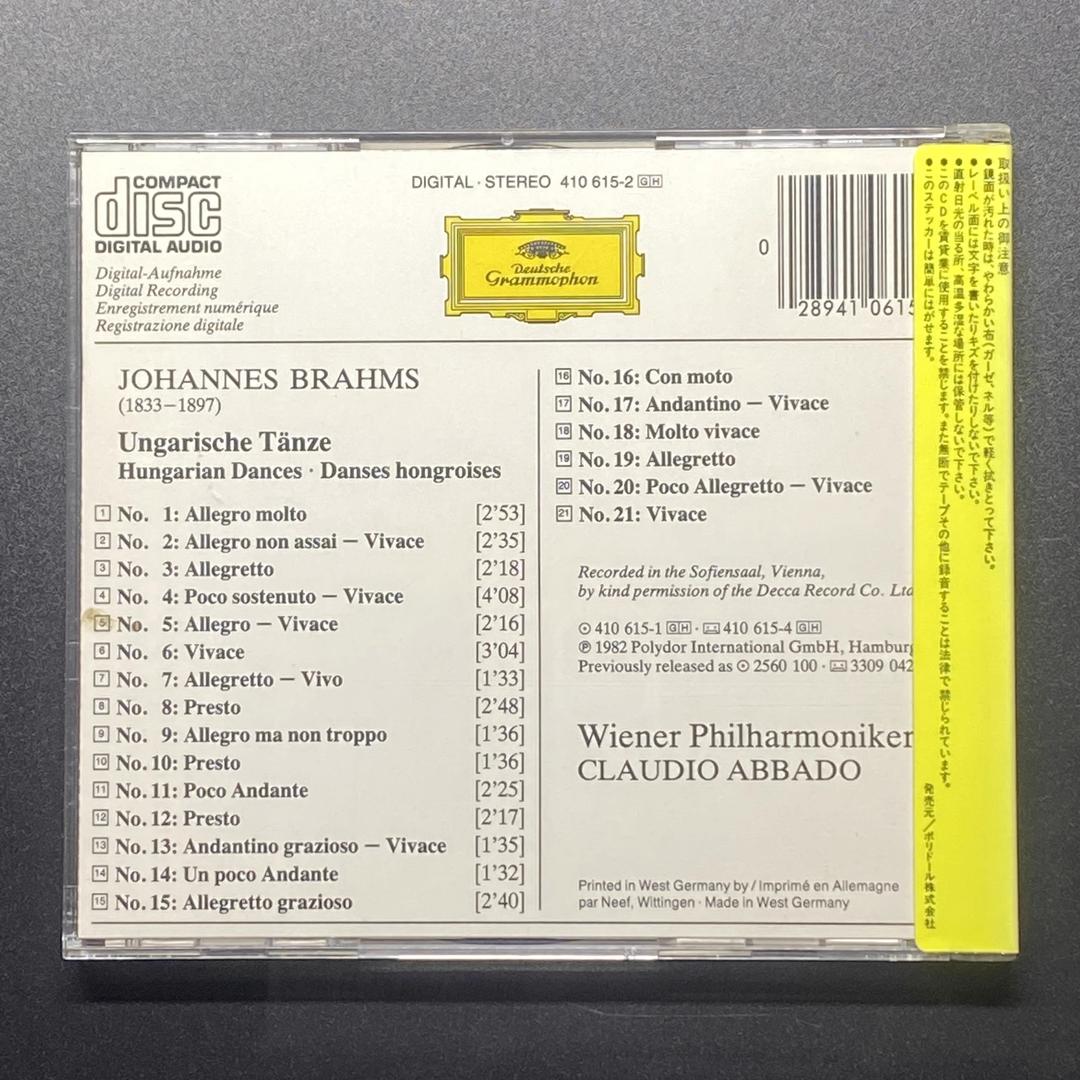 COMPACT
disc
DIGITAL AUDIO
DIGITAL · STEREO 410 615-2 GH
Deutsche
Grammophon
0
28941 0615
Digital-Aufnahme
Digital Recording
Enregistrement numérique
Registrazione digitale
JOHANNES BRAHMS
(1833–1897)
Ungarische Tänze
Hungarian Dances · Danses hongroises
1 No. 1: Allegro molto [2’53]
2 No. 2: Allegro non assai – Vivace [2’35]
3 No. 3: Allegretto [2’18]
4 No. 4: Poco sostenuto – Vivace [4’08]
5 No. 5: Allegro – Vivace [2’16]
6 No. 6: Vivace [3’04]
7 No. 7: Allegretto – Vivo [1’33]
8 No. 8: Presto [2’48]
9 No. 9: Allegro ma non troppo [1’36]
10 No. 10: Presto [1’36]
11 No. 11: Poco Andante [2’25]
12 No. 12: Presto [2’17]
13 No. 13: Andantino grazioso – Vivace [1’35]
14 No. 14: Un poco Andante [1’32]
15 No. 15: Allegretto grazioso [2’40]
16 No. 16: Con moto
17 No. 17: Andantino – Vivace
18 No. 18: Molto vivace
19 No. 19: Allegretto
20 No. 20: Poco Allegretto – Vivace
21 No. 21: Vivace
Recorded in the Sofiensaal, Vienna,
by kind permission of the Decca Record Co. Ltd
410 615-1 GH · 410 615-4 GH
℗ 1982 Polydor International GmbH, Hamburg
Previously released as 2560 100 · 3309 042
Wiener Philharmoniker
CLAUDIO ABBADO
Printed in West Germany by / Imprimé en Allemagne
par Neef, Wittingen · Made in West Germany
取扱い上の御注意
●鏡面が汚れた時は、やわらかい布(ガーゼ、ネル等)で軽く拭きとって下さい。
●レーベル面には文字を書いたりキズを付けたりしないで下さい。
●直射日光の当る所、高温多湿な場所には保管しないで下さい。
●このCDを賃貸業に使用することを禁じます。また無断でテープその他に録音することは法律で禁じられています。
●このステッカーは簡単にはがせます。
発売元/ポリドール株式会社